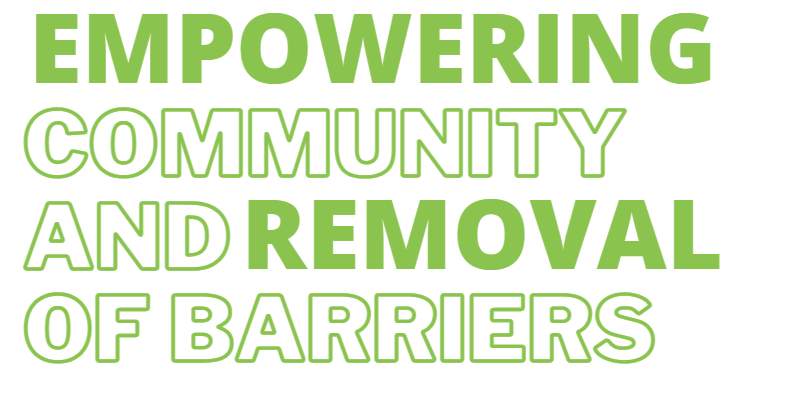 EMPOWERING
COMMUNITY
AND REMOVAL
OF BARRIERS